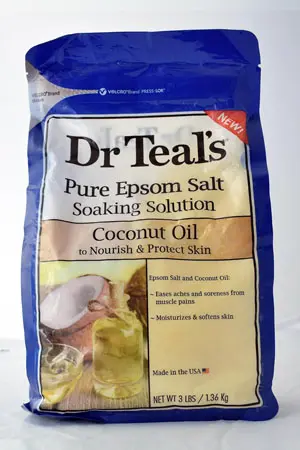 VELCRO® Brand
VELCRO® Brand PRESS-LOK®
NEW!
Dr Teal's
Pure Epsom Salt
Soaking Solution
Coconut Oil
to Nourish & Protect Skin
Epsom Salt and Coconut Oil:
~ Eases aches and soreness from
muscle pains
~ Moisturizes & softens skin
Made in the USA
NET WT 3 LBS / 1.36 Kg